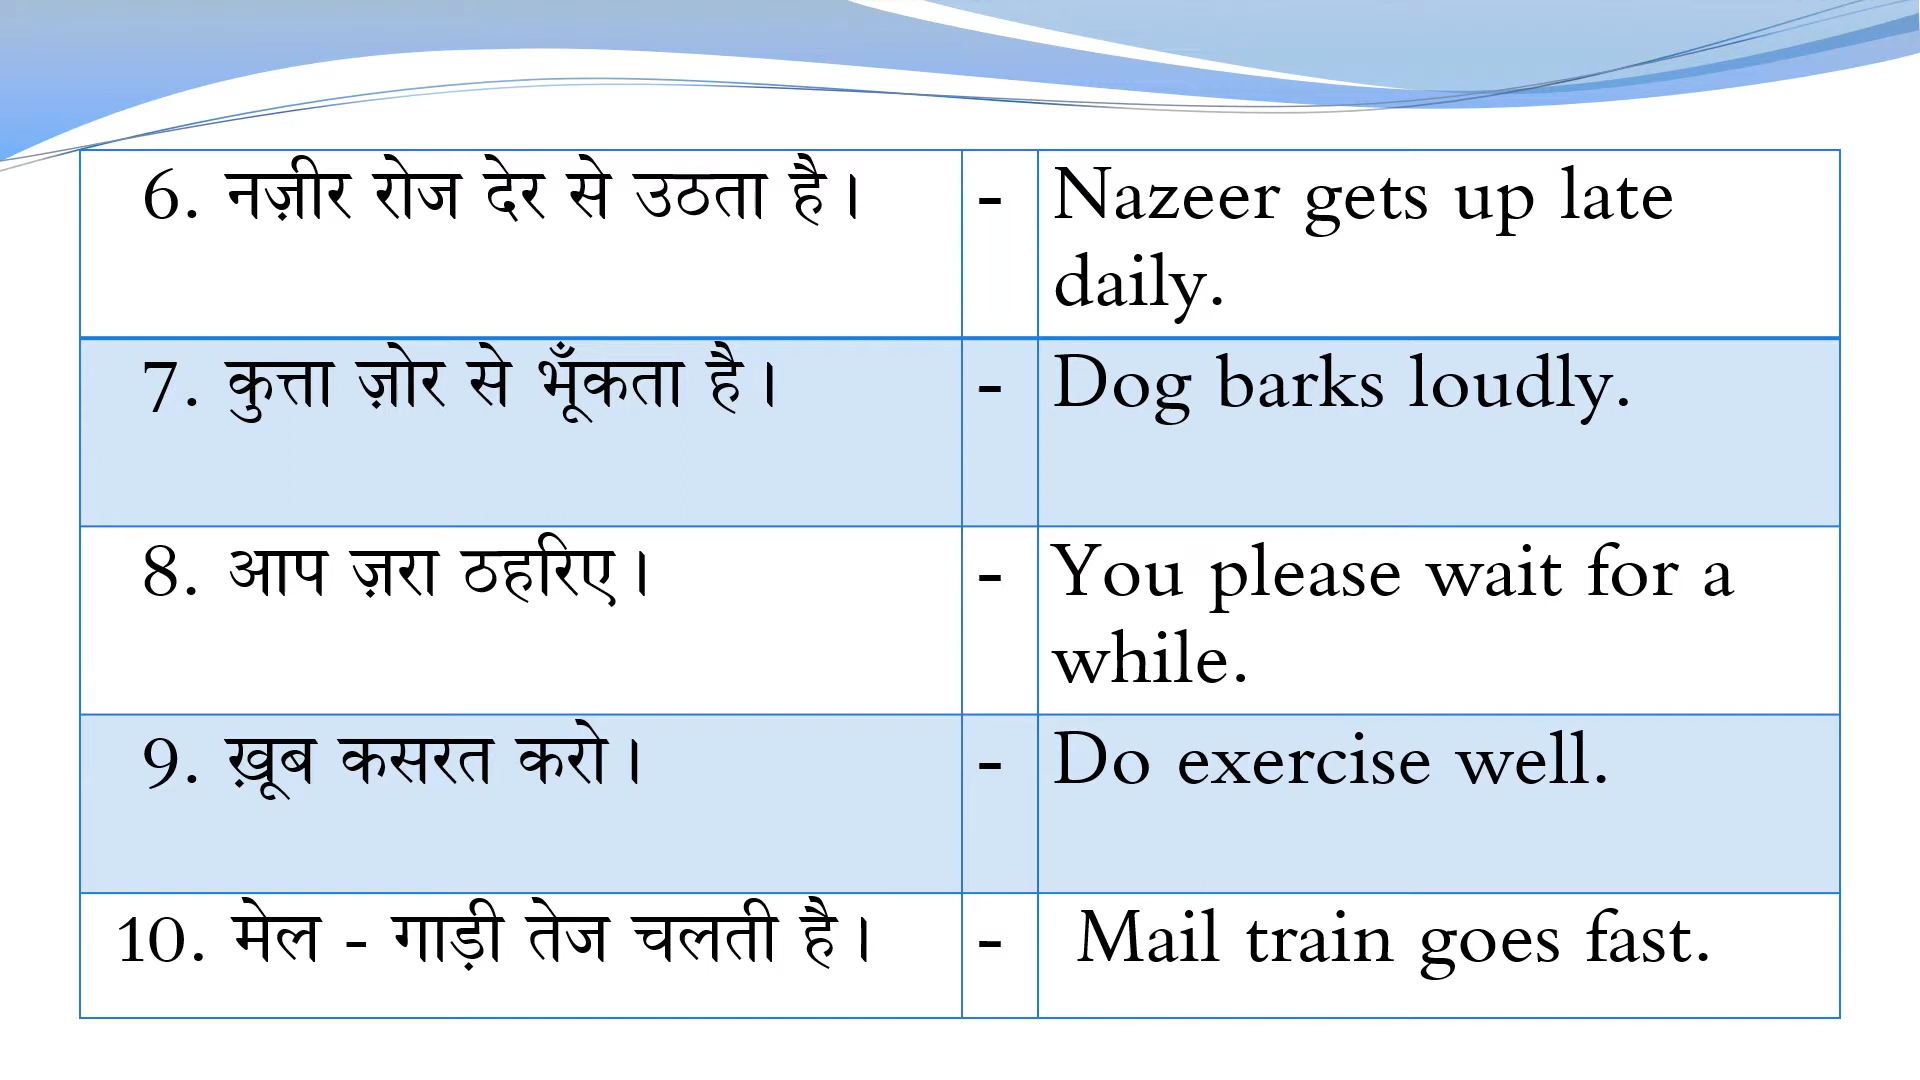 6. नज़ीर रोज देर से उठता है। - Nazeer gets up late
daily.
7. कुत्ता ज़ोर से भूँकता है। - Dog barks loudly.
8. आप ज़रा ठहरिए। - You please wait for a
while.
9. ख़ूब कसरत करो। - Do exercise well.
10. मेल - गाड़ी तेज चलती है। - Mail train goes fast.